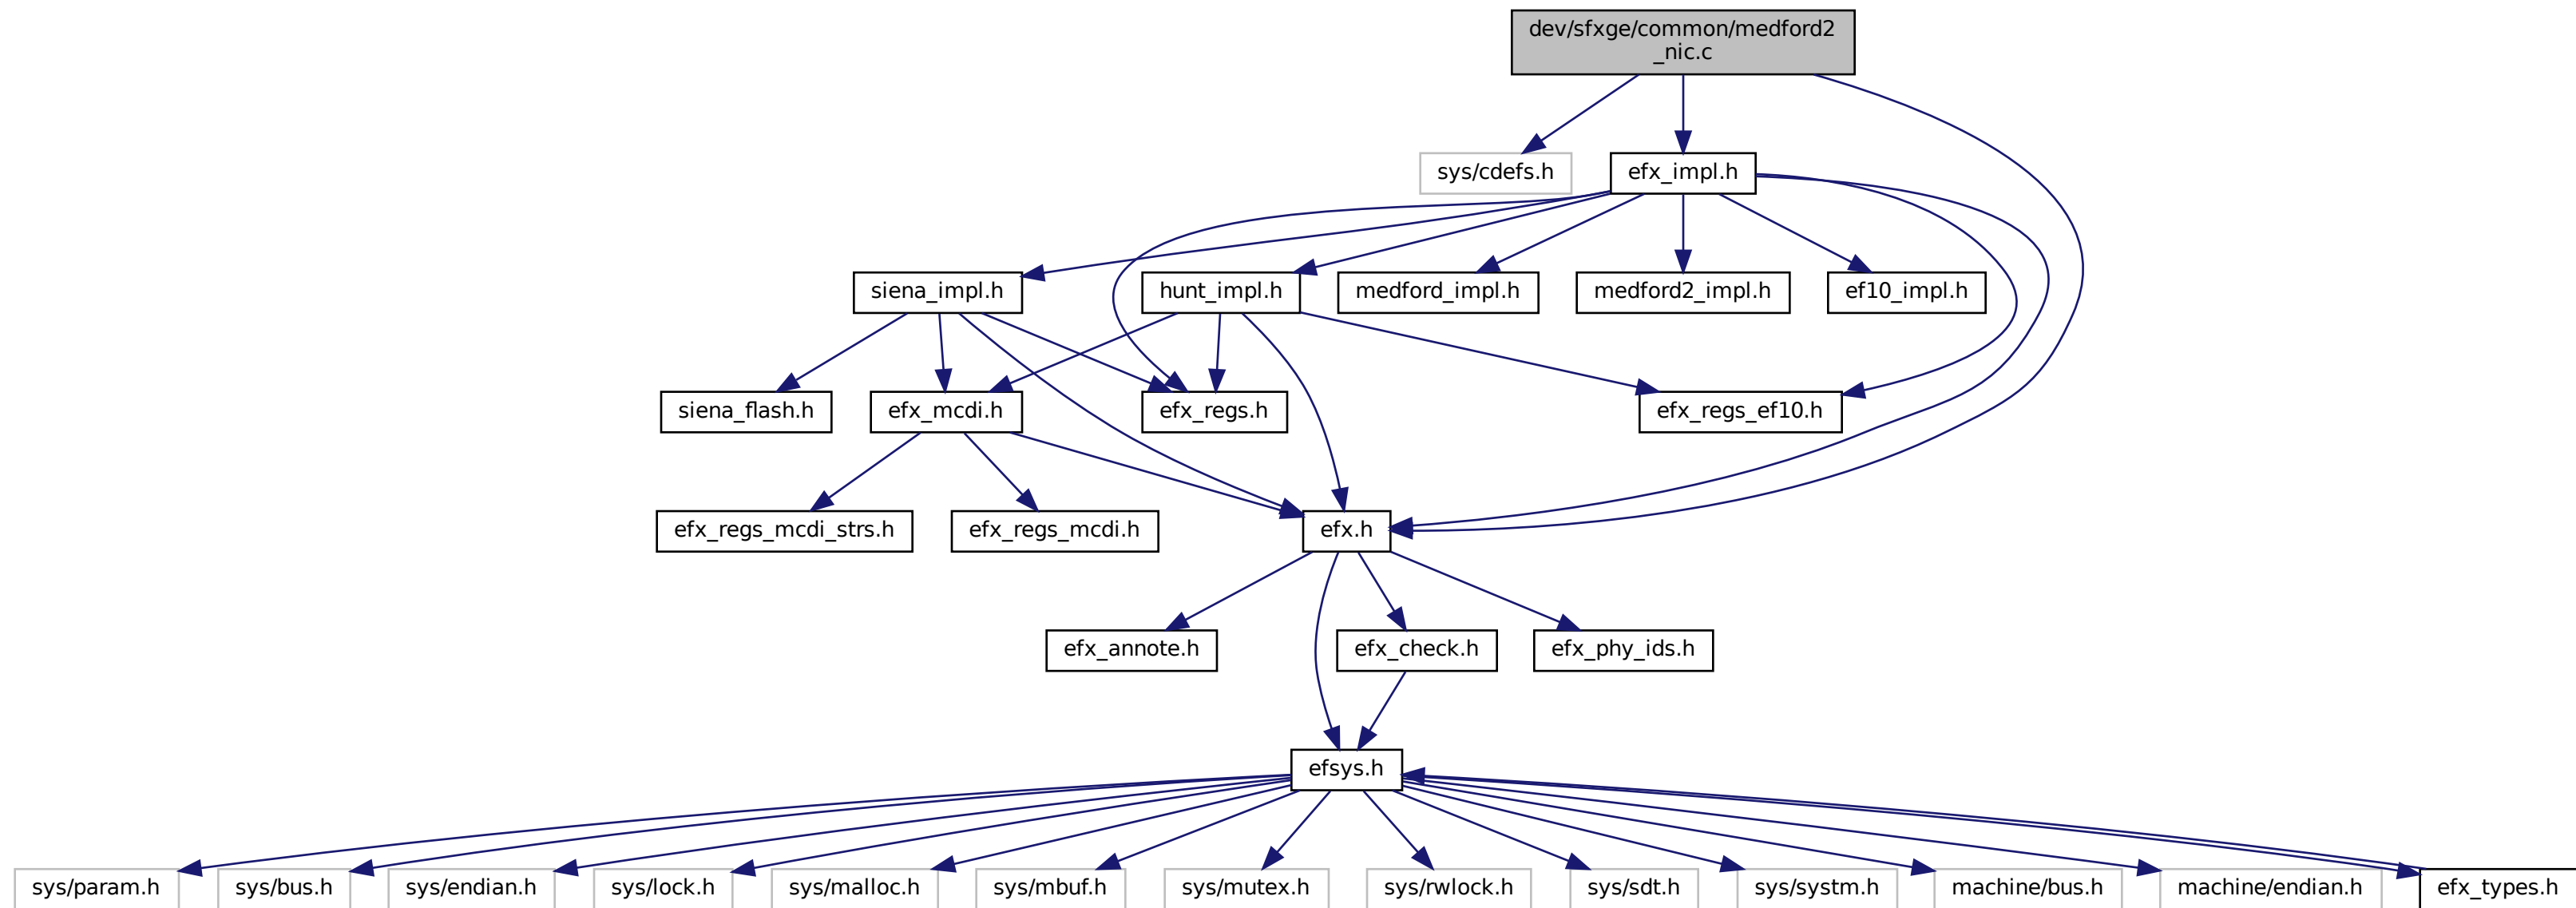 dev/sfxge/common/medford2
_nic.c
sys/cdefs.h
efx_impl.h
siena_impl.h
hunt_impl.h
medford_impl.h
medford2_impl.h
ef10_impl.h
siena_flash.h
efx_mcdi.h
efx_regs.h
efx_regs_ef10.h
efx_regs_mcdi_strs.h
efx_regs_mcdi.h
efx.h
efx_annote.h
efx_check.h
efx_phy_ids.h
efsys.h
sys/param.h
sys/bus.h
sys/endian.h
sys/lock.h
sys/malloc.h
sys/mbuf.h
sys/mutex.h
sys/rwlock.h
sys/sdt.h
sys/systm.h
machine/bus.h
machine/endian.h
efx_types.h